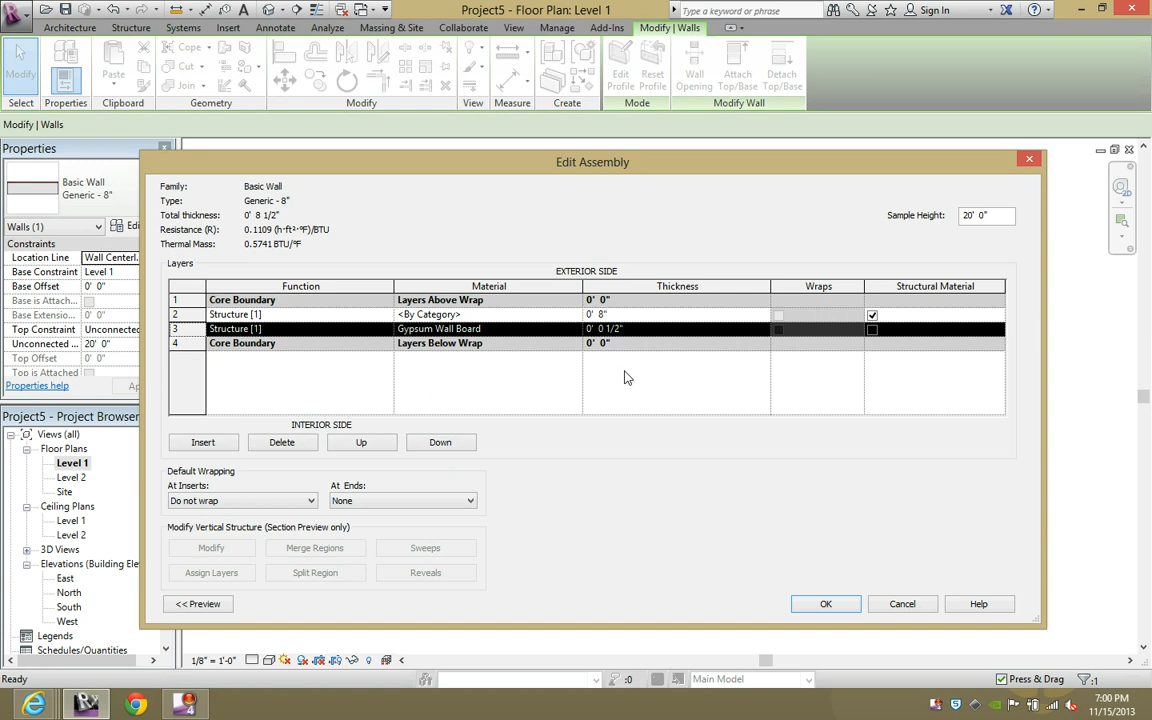 Project5 - Floor Plan: Level 1
Type a keyword or phrase
Sign In
Architecture Structure Systems Insert Annotate Analyze Massing & Site Collaborate View Manage Add-Ins Modify | Walls
Modify
Paste
Cope
Cut
Join
Edit Profile
Reset Profile
Wall Opening
Attach Top/Base
Detach Top/Base
Select Properties Clipboard Geometry Modify View Measure Create Mode Modify Wall
Modify | Walls
Properties
Basic Wall
Generic - 8"
Walls (1)
Edi
Constraints
Location Line Wall Centerl.
Base Constraint Level 1
Base Offset 0' 0"
Base is Attach...
Base Extensio... 0' 0"
Top Constraint Unconnected
Unconnected ... 20' 0"
Top Offset 0' 0"
Top is Attached
Properties help Ap
Project5 - Project Browser
Views (all)
Floor Plans
Level 1
Level 2
Site
Ceiling Plans
Level 1
Level 2
3D Views
Elevations (Building Ele
East
North
South
West
Legends
Schedules/Quantities
Edit Assembly
Family: Basic Wall
Type: Generic - 8"
Total thickness: 0' 8 1/2"
Resistance (R): 0.1109 (h·ft²·°F)/BTU
Thermal Mass: 0.5741 BTU/°F
Sample Height: 20' 0"
Layers
EXTERIOR SIDE
Function Material Thickness Wraps Structural Material
1 Core Boundary Layers Above Wrap 0' 0"
2 Structure [1] <By Category> 0' 8"
3 Structure [1] Gypsum Wall Board 0' 0 1/2"
4 Core Boundary Layers Below Wrap 0' 0"
INTERIOR SIDE
Insert Delete Up Down
Default Wrapping
At Inserts: At Ends:
Do not wrap None
Modify Vertical Structure (Section Preview only)
Modify Merge Regions Sweeps
Assign Layers Split Region Reveals
<< Preview OK Cancel Help
1/8" = 1'-0"
Ready
:0
Main Model
Press & Drag
:1
7:00 PM
11/15/2013